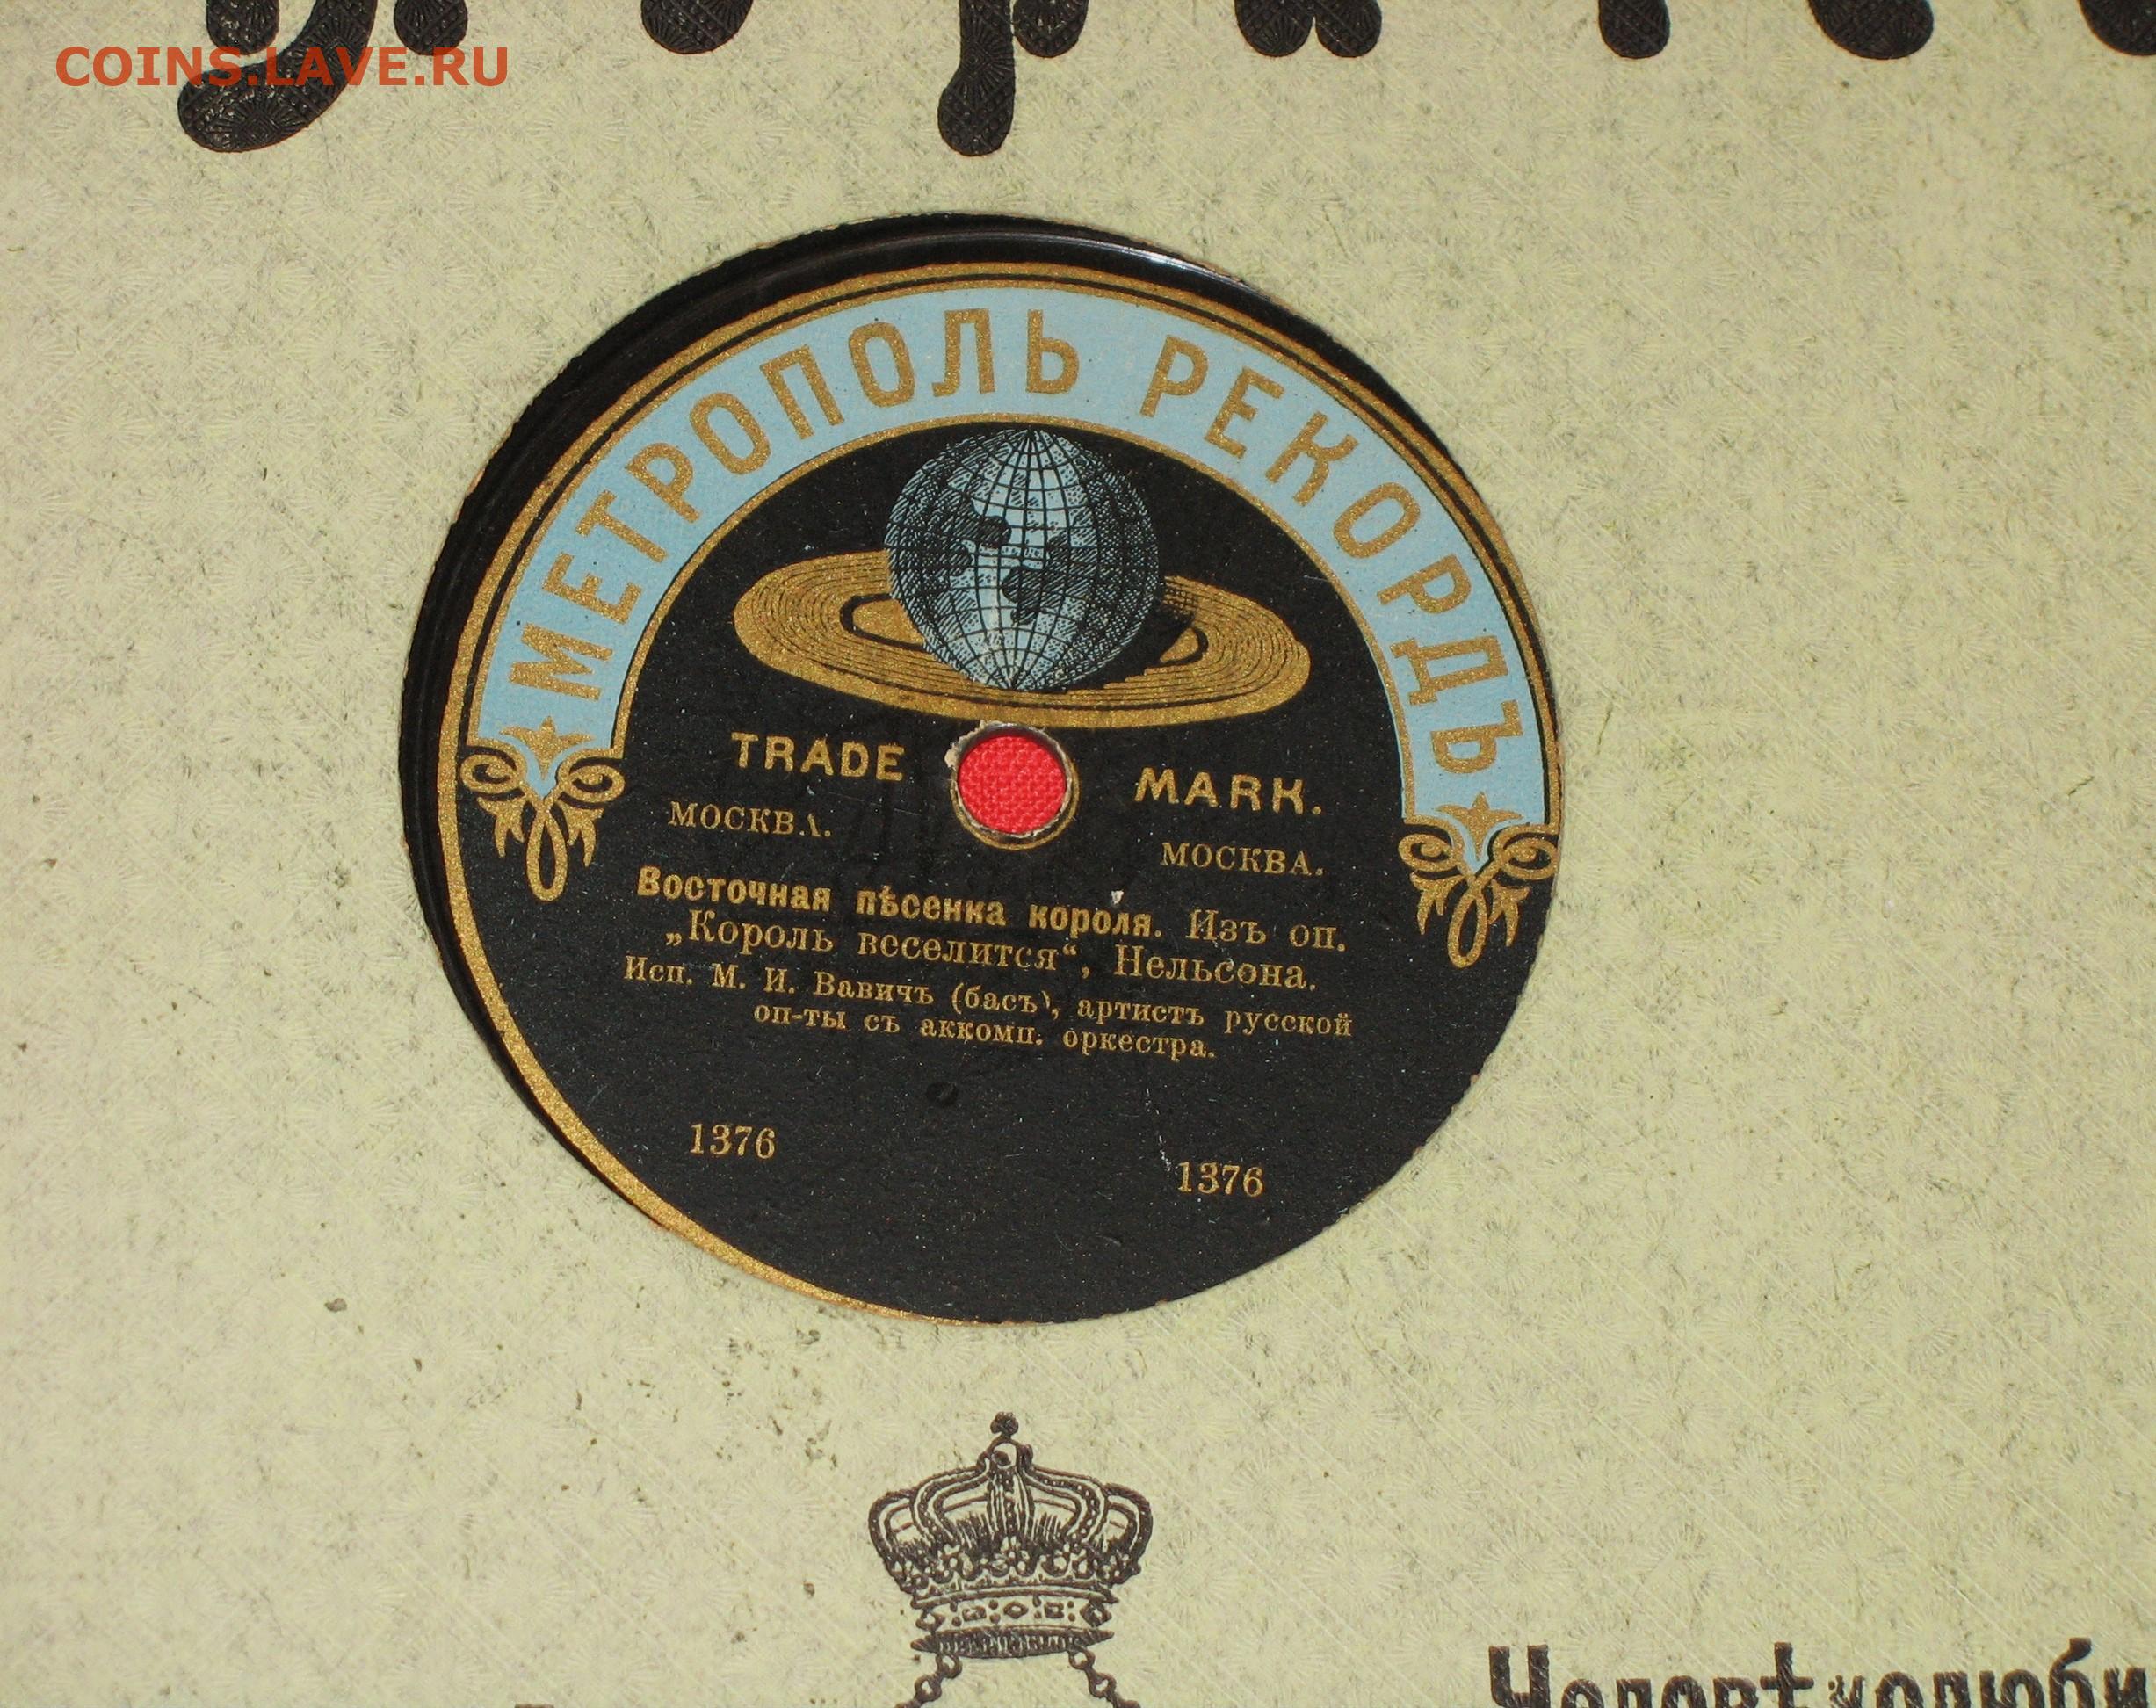 COINS.LAVE.RU
МЕТРОПОЛЬ РЕКОРДЪ
TRADE MARK.
МОСКВА. МОСКВА.
Восточная пѣсенка короля. Изъ оп.
„Король веселится“, Нельсона.
Исп. М. И. Вавичъ (басъ), артистъ русской
оп-ты съ аккомп. оркестра.
1376 1376